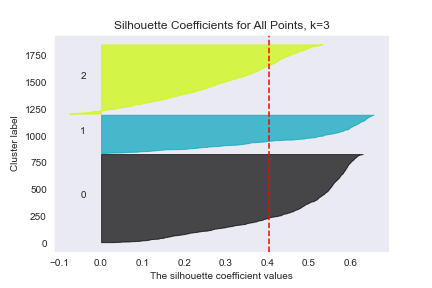 Silhouette Coefficients for All Points, k=3
Cluster label
1750
1500
1250
1000
750
500
250
0
2
1
0
-0.1 0.0 0.1 0.2 0.3 0.4 0.5 0.6
The silhouette coefficient values